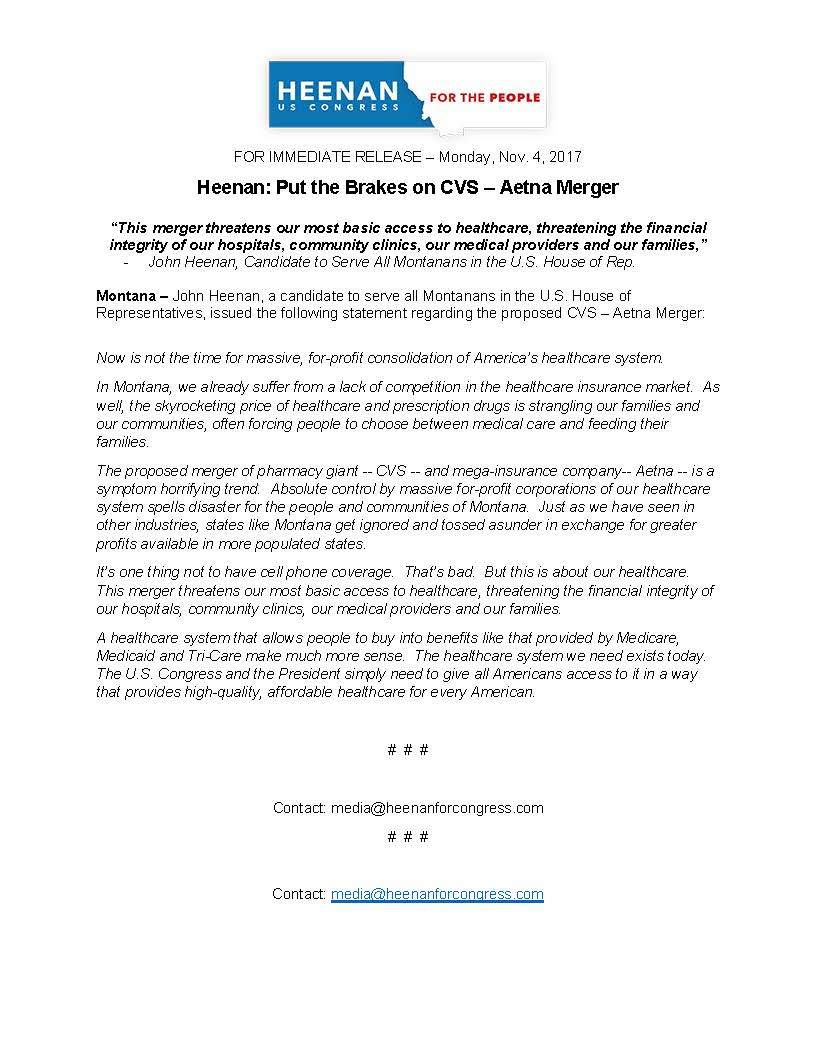 HEENAN
US CONGRESS
FOR THE PEOPLE
FOR IMMEDIATE RELEASE – Monday, Nov. 4, 2017
Heenan: Put the Brakes on CVS – Aetna Merger
“This merger threatens our most basic access to healthcare, threatening the financial
integrity of our hospitals, community clinics, our medical providers and our families,”
- John Heenan, Candidate to Serve All Montanans in the U.S. House of Rep.
Montana – John Heenan, a candidate to serve all Montanans in the U.S. House of
Representatives, issued the following statement regarding the proposed CVS – Aetna Merger:
Now is not the time for massive, for-profit consolidation of America’s healthcare system.
In Montana, we already suffer from a lack of competition in the healthcare insurance market. As
well, the skyrocketing price of healthcare and prescription drugs is strangling our families and
our communities, often forcing people to choose between medical care and feeding their
families.
The proposed merger of pharmacy giant -- CVS -- and mega-insurance company-- Aetna -- is a
symptom horrifying trend. Absolute control by massive for-profit corporations of our healthcare
system spells disaster for the people and communities of Montana. Just as we have seen in
other industries, states like Montana get ignored and tossed asunder in exchange for greater
profits available in more populated states.
It’s one thing not to have cell phone coverage. That’s bad. But this is about our healthcare.
This merger threatens our most basic access to healthcare, threatening the financial integrity of
our hospitals, community clinics, our medical providers and our families.
A healthcare system that allows people to buy into benefits like that provided by Medicare,
Medicaid and Tri-Care make much more sense. The healthcare system we need exists today.
The U.S. Congress and the President simply need to give all Americans access to it in a way
that provides high-quality, affordable healthcare for every American.
# # #
Contact: media@heenanforcongress.com
# # #
Contact: media@heenanforcongress.com